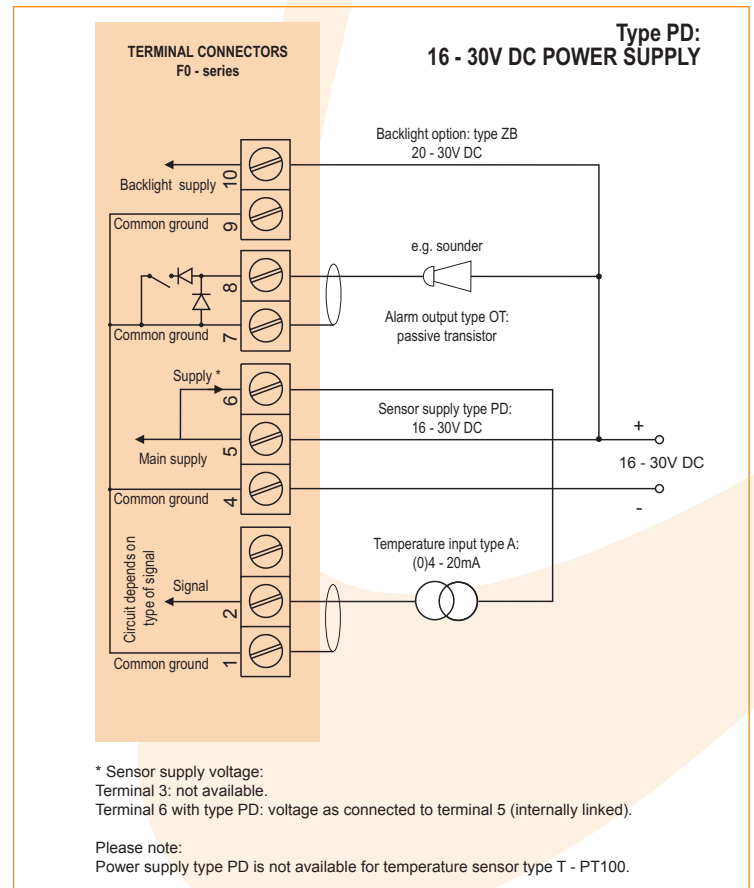 Type PD:
16 - 30V DC POWER SUPPLY
TERMINAL CONNECTORS
F0 - series
Backlight option: type ZB
20 - 30V DC
Backlight supply
10
Common ground
9
e.g. sounder
8
Alarm output type OT:
passive transistor
Common ground
7
Supply *
6
Sensor supply type PD:
16 - 30V DC
+
Main supply
5
16 - 30V DC
Common ground
4
-
Circuit depends on
type of signal
Temperature input type A:
(0)4 - 20mA
Signal
2
Common ground
1
* Sensor supply voltage:
Terminal 3: not available.
Terminal 6 with type PD: voltage as connected to terminal 5 (internally linked).
Please note:
Power supply type PD is not available for temperature sensor type T - PT100.